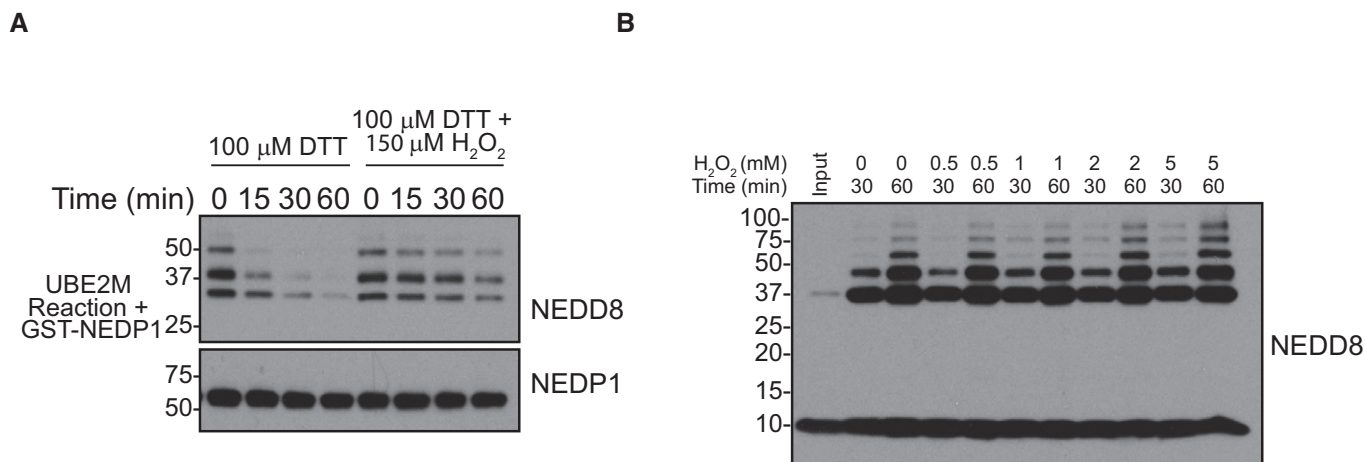 A
100 μM DTT
100 μM DTT +
150 μM H₂O₂
Time (min) 0 15 30 60 0 15 30 60
50-
37-
25-
UBE2M
Reaction +
GST-NEDP1
NEDD8
75-
50-
NEDP1
B
H₂O₂ (mM) 0 0 0.5 0.5 1 1 2 2 5 5
Time (min) 30 60 30 60 30 60 30 60 30 60
Input
100-
75-
50-
37-
25-
20-
15-
10-
NEDD8